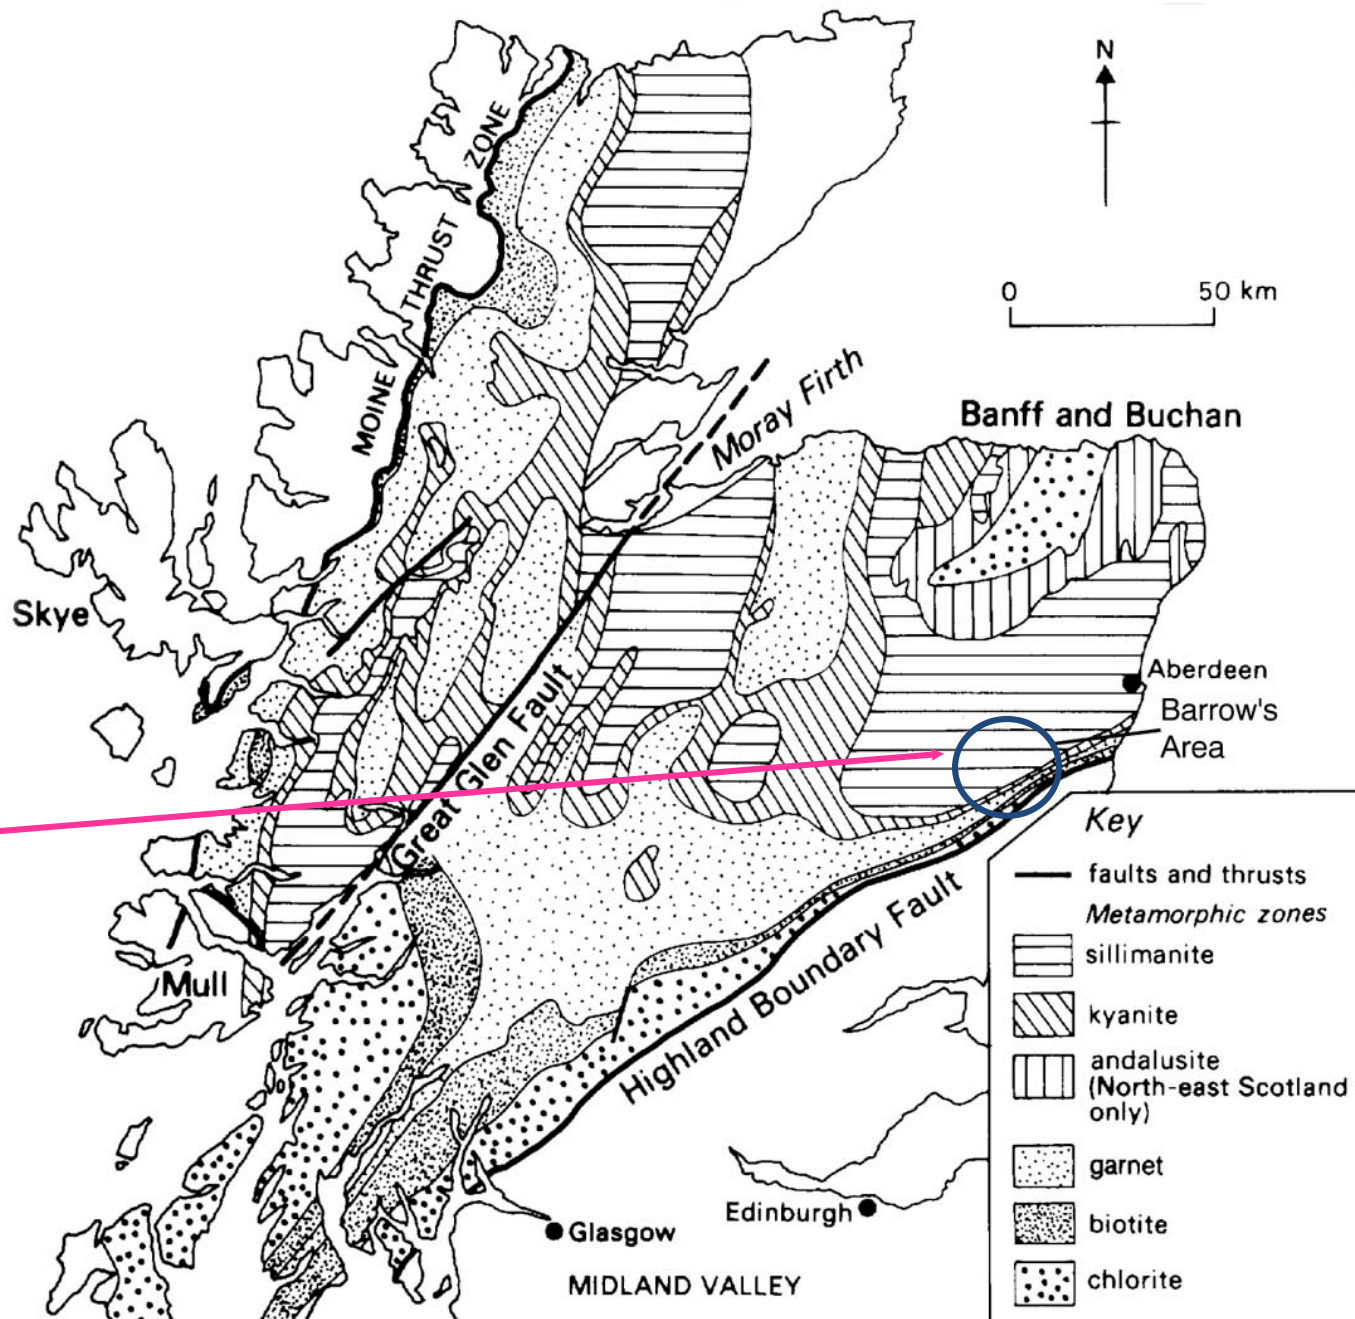 N
0 50 km
MOINE THRUST ZONE
Moray Firth
Banff and Buchan
Skye
Great Glen Fault
Aberdeen
Barrow's
Area
Mull
Highland Boundary Fault
Glasgow
Edinburgh
MIDLAND VALLEY
Key
faults and thrusts
Metamorphic zones
sillimanite
kyanite
andalusite
(North-east Scotland
only)
garnet
biotite
chlorite